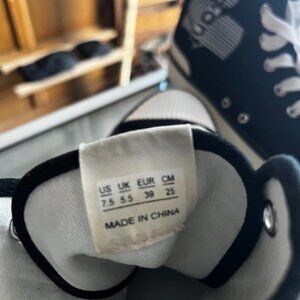 US UK EUR CM
7.5 5.5 39 25
MADE IN CHINA